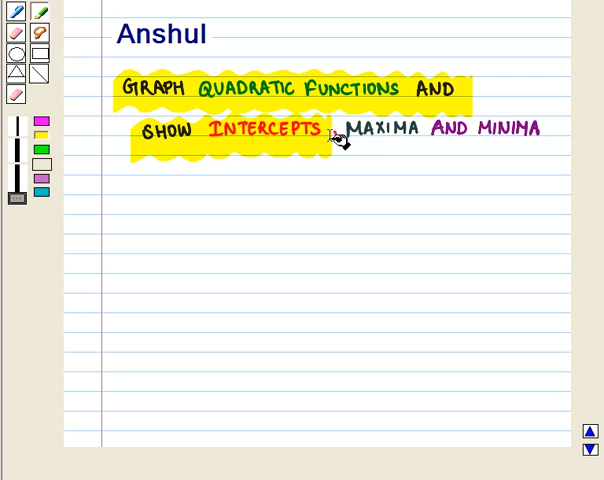 Anshul
GRAPH QUADRATIC FUNCTIONS AND
SHOW INTERCEPTS, MAXIMA AND MINIMA